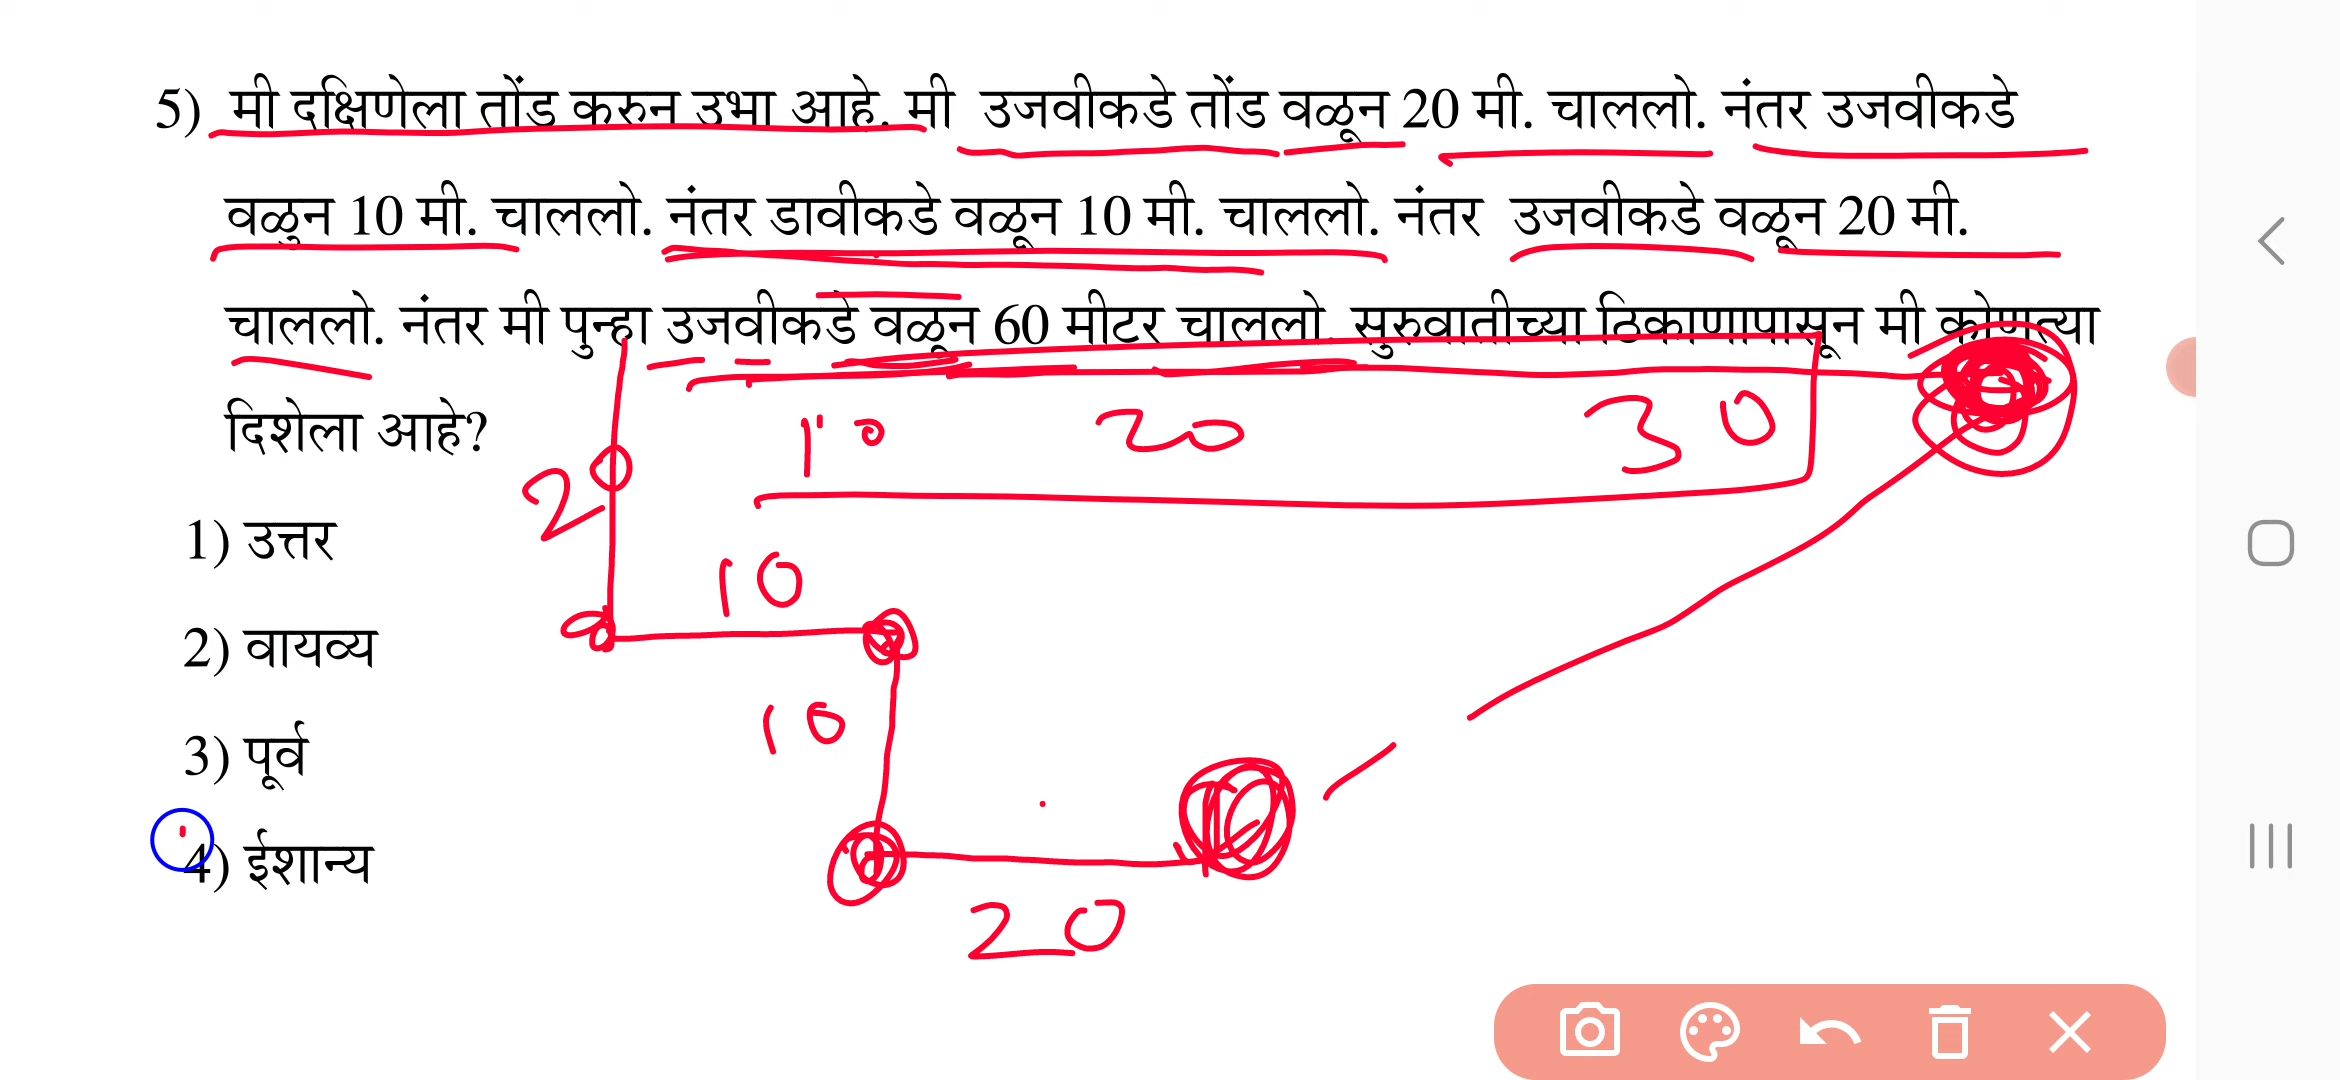 5) मी दक्षिणेला तोंड करुन उभा आहे. मी उजवीकडे तोंड वळून 20 मी. चाललो. नंतर उजवीकडे
वळुन 10 मी. चाललो. नंतर डावीकडे वळून 10 मी. चाललो. नंतर उजवीकडे वळून 20 मी.
चाललो. नंतर मी पुन्हा उजवीकडे वळून 60 मीटर चाललो. सुरुवातीच्या ठिकाणापासून मी कोणत्या
दिशेला आहे?
10 20 30
20
1) उत्तर
10
2) वायव्य
10
3) पूर्व
4) ईशान्य
20